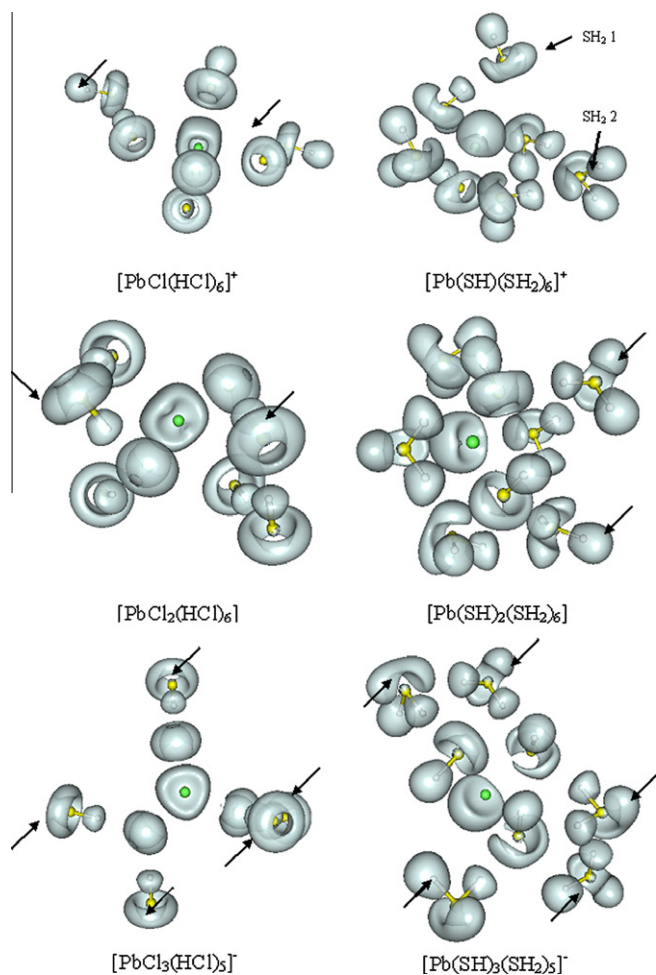 SH₂ 1
SH₂ 2
[PbCl(HCl)₆]⁺ [Pb(SH)(SH₂)₆]⁺
[PbCl₂(HCl)₆] [Pb(SH)₂(SH₂)₆]
[PbCl₃(HCl)₅]⁻ [Pb(SH)₃(SH₂)₅]⁻